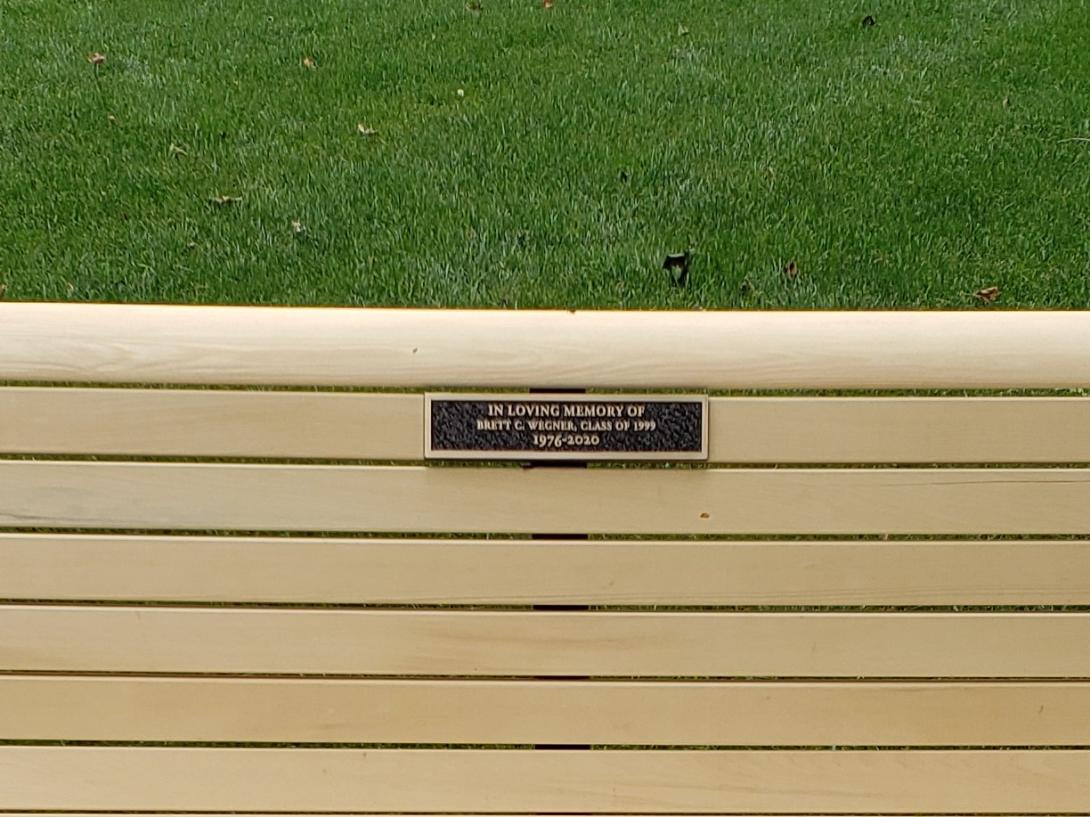 IN LOVING MEMORY OF
BRETT C. WEGNER, CLASS OF 1999
1976-2020